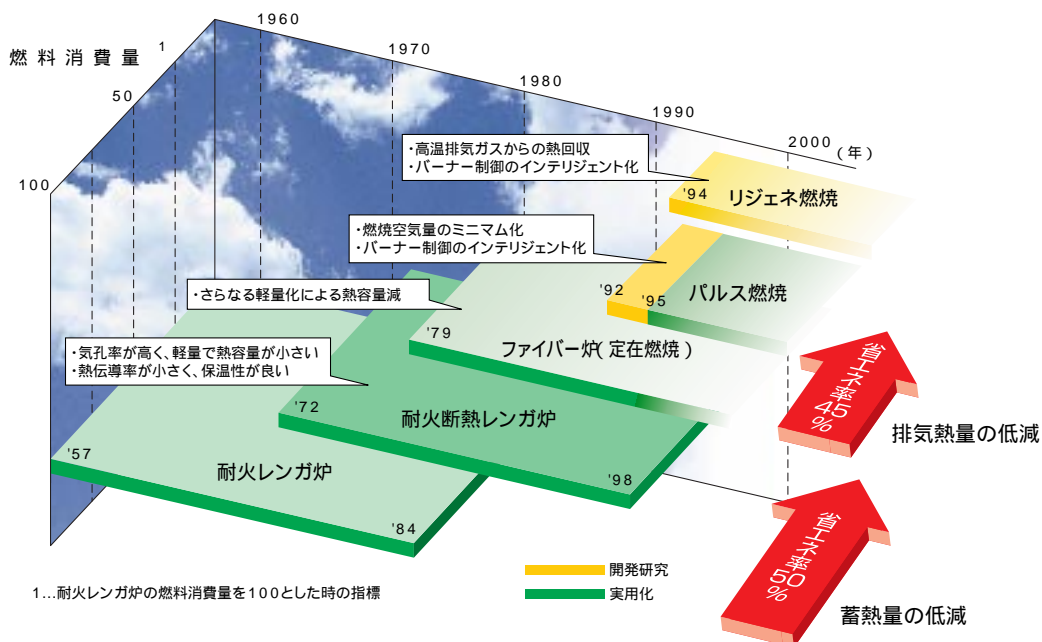 燃料消費量 1
50
100
1960
1970
1980
1990
2000 (年)
・高温排気ガスからの熱回収
・バーナー制御のインテリジェント化
'94
リジェネ燃焼
・燃焼空気量のミニマム化
・バーナー制御のインテリジェント化
'92
'95
パルス燃焼
・さらなる軽量化による熱容量減
'79
ファイバー炉(定在燃焼)
・気孔率が高く、軽量で熱容量が小さい
・熱伝導率が小さく、保温性が良い
'72
耐火断熱レンガ炉
'98
'57
耐火レンガ炉
'84
省エネ率45%
排気熱量の低減
省エネ率50%
蓄熱量の低減
開発研究
実用化
1…耐火レンガ炉の燃料消費量を100とした時の指標